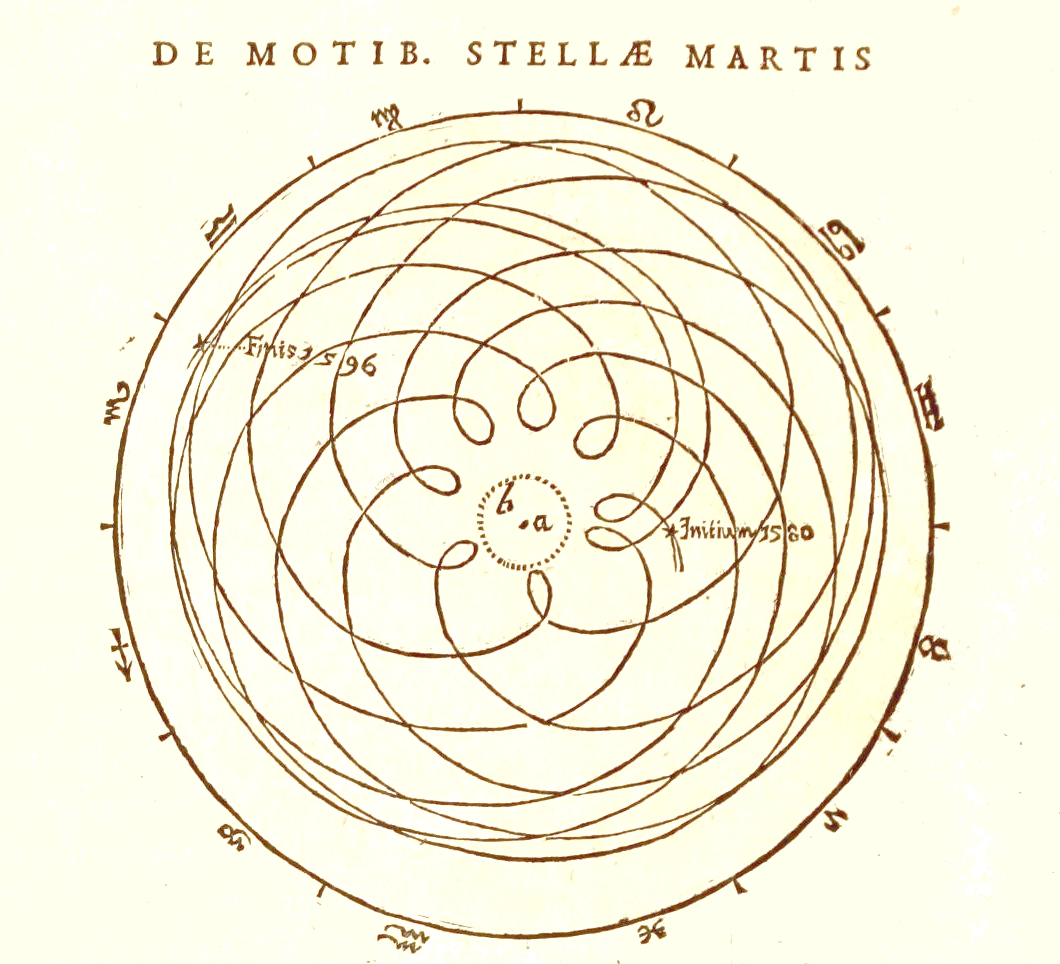 DE MOTIB. STELLÆ MARTIS
♍ ♌
♎ ♋
Finis 1596
♏ ♊
b
a
Initium 1580
♐ ♉
♑ ♈
♒ ♓